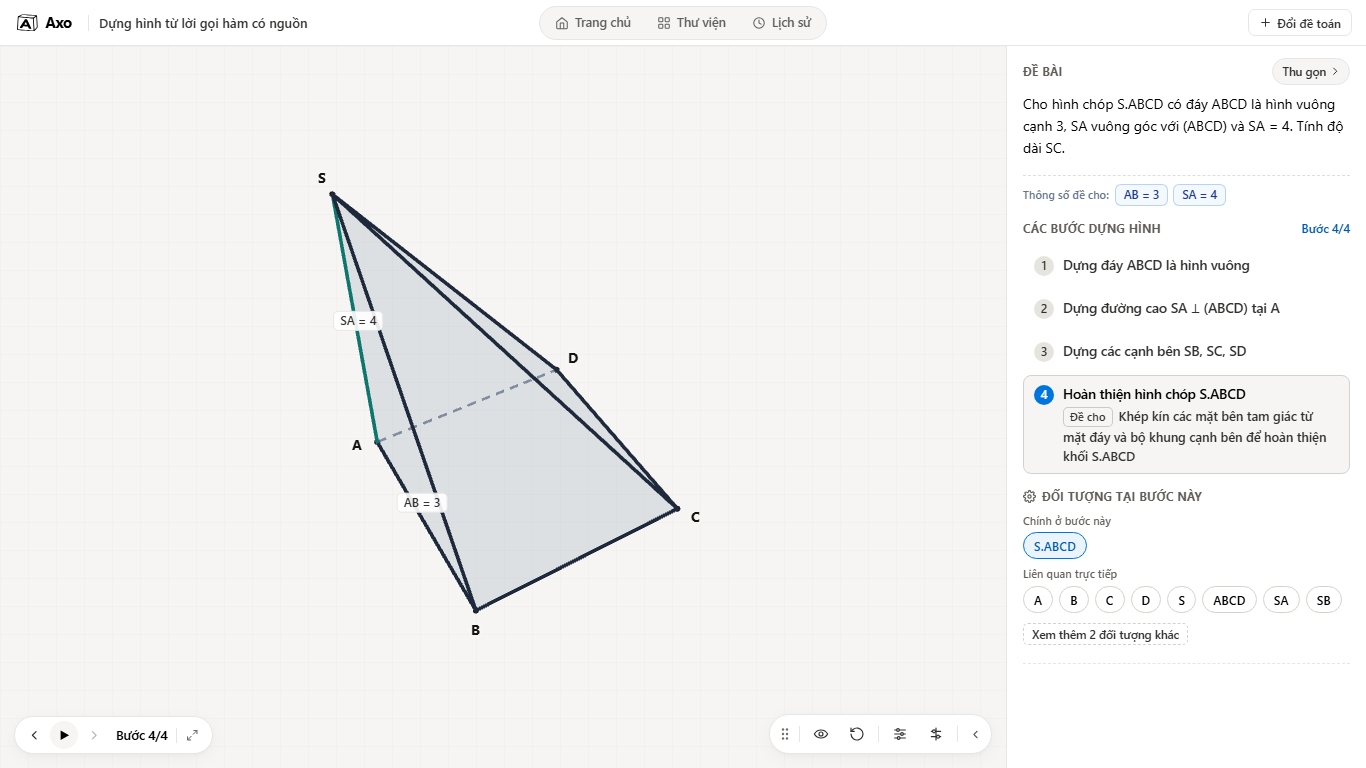 Axo
Dựng hình từ lời gọi hàm có nguồn
Trang chủ
Thư viện
Lịch sử
Đổi đề toán
S
SA = 4
D
A
AB = 3
C
B
Bước 4/4
ĐỀ BÀI
Thu gọn
Cho hình chóp S.ABCD có đáy ABCD là hình vuông
cạnh 3, SA vuông góc với (ABCD) và SA = 4. Tính độ
dài SC.
Thông số đề cho: AB = 3 SA = 4
CÁC BƯỚC DỰNG HÌNH
Bước 4/4
1 Dựng đáy ABCD là hình vuông
2 Dựng đường cao SA ⊥ (ABCD) tại A
3 Dựng các cạnh bên SB, SC, SD
4 Hoàn thiện hình chóp S.ABCD
Đề cho Khép kín các mặt bên tam giác từ
mặt đáy và bộ khung cạnh bên để hoàn thiện
khối S.ABCD
ĐỐI TƯỢNG TẠI BƯỚC NÀY
Chính ở bước này
S.ABCD
Liên quan trực tiếp
A B C D S ABCD SA SB
Xem thêm 2 đối tượng khác